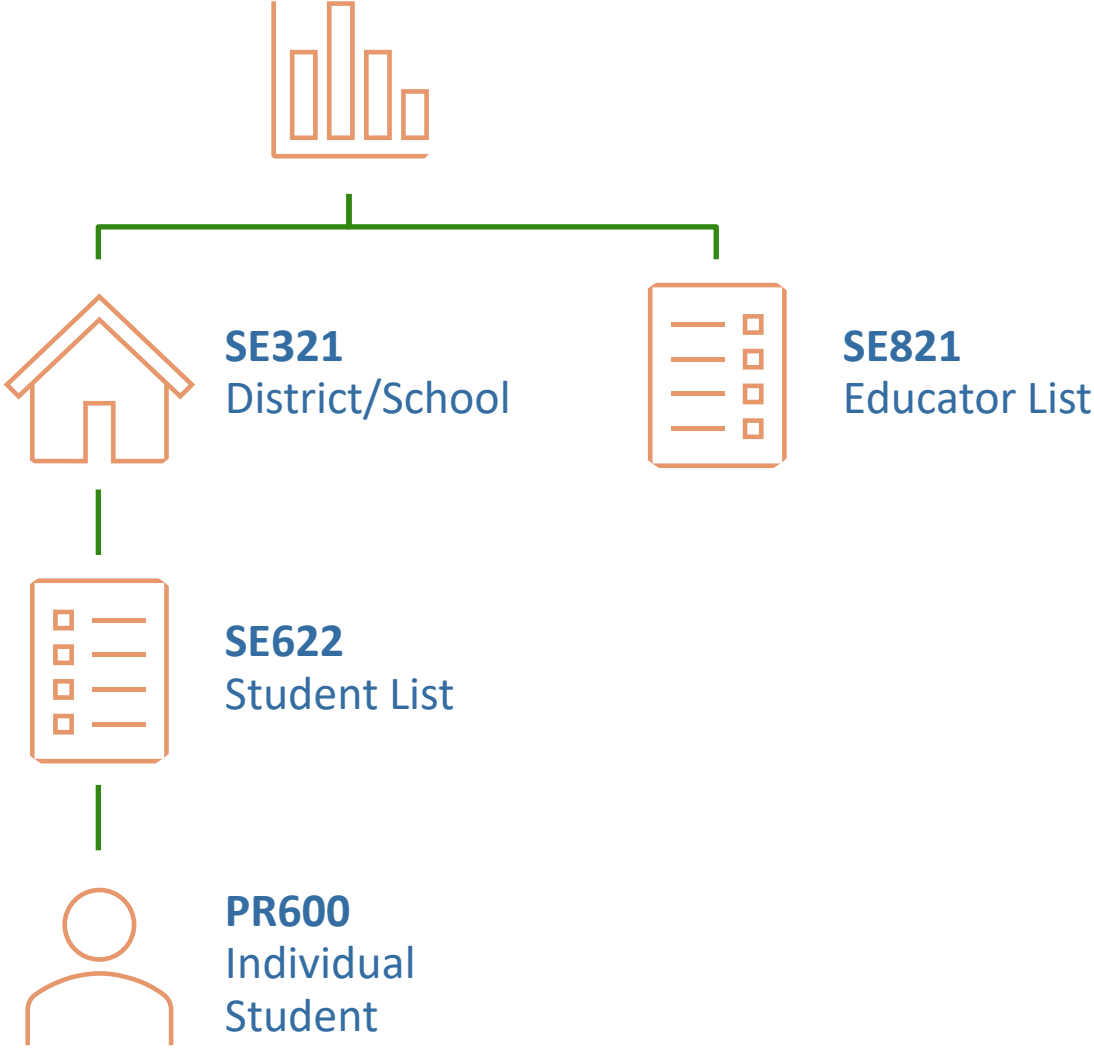 SE321
District/School
SE821
Educator List
SE622
Student List
PR600
Individual
Student